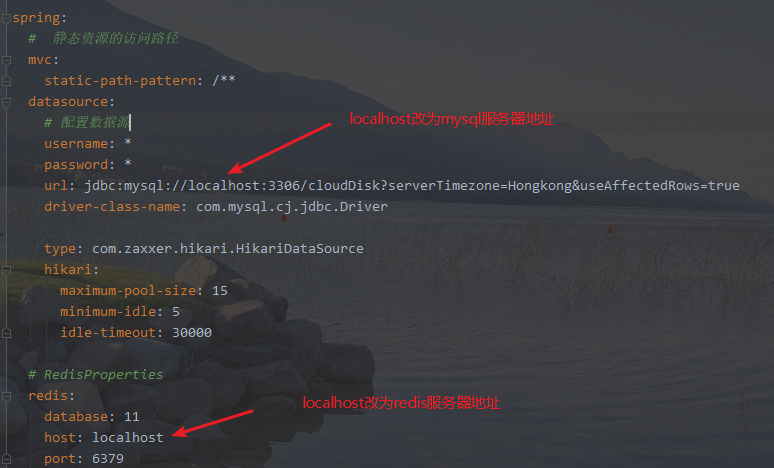 spring:
# 静态资源的访问路径
mvc:
static-path-pattern: /**
datasource:
# 配置数据源
localhost改为mysql服务器地址
username: *
password: *
url: jdbc:mysql://localhost:3306/cloudDisk?serverTimezone=Hongkong&useAffectedRows=true
driver-class-name: com.mysql.cj.jdbc.Driver
type: com.zaxxer.hikari.HikariDataSource
hikari:
maximum-pool-size: 15
minimum-idle: 5
idle-timeout: 30000
# RedisProperties
redis:
localhost改为redis服务器地址
database: 11
host: localhost
port: 6379